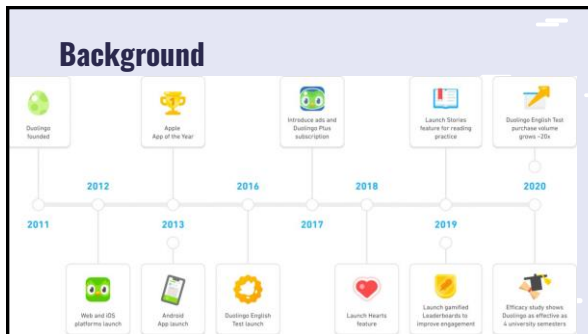 Background
Duolingo
founded
Apple
App of the Year
Introduce ads and
Duolingo Plus
subscription
Launch Stories
feature for reading
practice
Duolingo English Test
purchase volume
grows ~20x
2012
2016
2018
2020
2011
2013
2017
2019
Web and iOS
platforms launch
Android
App launch
Duolingo English
Test launch
Launch Hearts
feature
Launch gamified
Leaderboards to
improve engagement
Efficacy study shows
Duolingo as effective as
4 university semesters